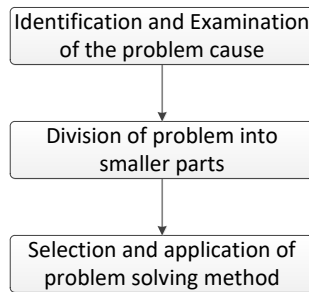 Identification and Examination
of the problem cause
Division of problem into
smaller parts
Selection and application of
problem solving method